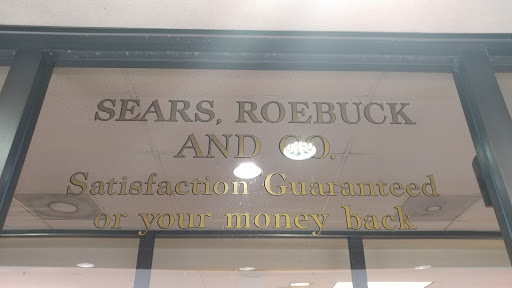 SEARS, ROEBUCK
AND CO.
Satisfaction Guaranteed
or your money back